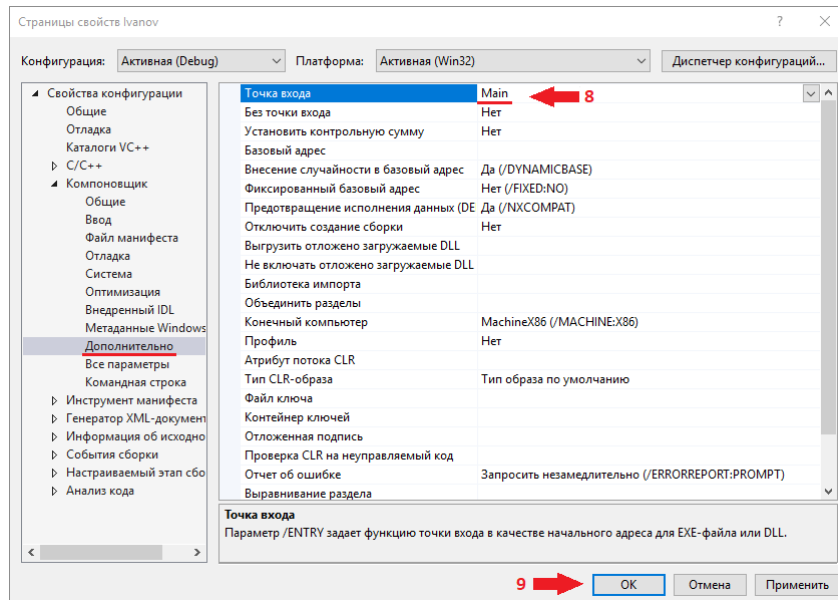 Страницы свойств Ivanov ? ×
Конфигурация: Активная (Debug) Платформа: Активная (Win32) Диспетчер конфигураций...
Свойства конфигурации
Общие
Отладка
Каталоги VC++
C/C++
Компоновщик
Общие
Ввод
Файл манифеста
Отладка
Система
Оптимизация
Внедренный IDL
Метаданные Windows
Дополнительно
Все параметры
Командная строка
Инструмент манифеста
Генератор XML-документ
Информация об исходно
События сборки
Настраиваемый этап сбо
Анализ кода
Точка входа Main 8
Без точки входа Нет
Установить контрольную сумму Нет
Базовый адрес
Внесение случайности в базовый адрес Да (/DYNAMICBASE)
Фиксированный базовый адрес Нет (/FIXED:NO)
Предотвращение исполнения данных (DE Да (/NXCOMPAT)
Отключить создание сборки Нет
Выгрузить отложено загружаемые DLL
Не включать отложено загружаемые DLL
Библиотека импорта
Объединить разделы
Конечный компьютер MachineX86 (/MACHINE:X86)
Профиль Нет
Атрибут потока CLR
Тип CLR-образа Тип образа по умолчанию
Файл ключа
Контейнер ключей
Отложенная подпись
Проверка CLR на неуправляемый код
Отчет об ошибке Запросить незамедлительно (/ERRORREPORT:PROMPT)
Выравнивание раздела
Точка входа
Параметр /ENTRY задает функцию точки входа в качестве начального адреса для EXE-файла или DLL.
9 ОК Отмена Применить